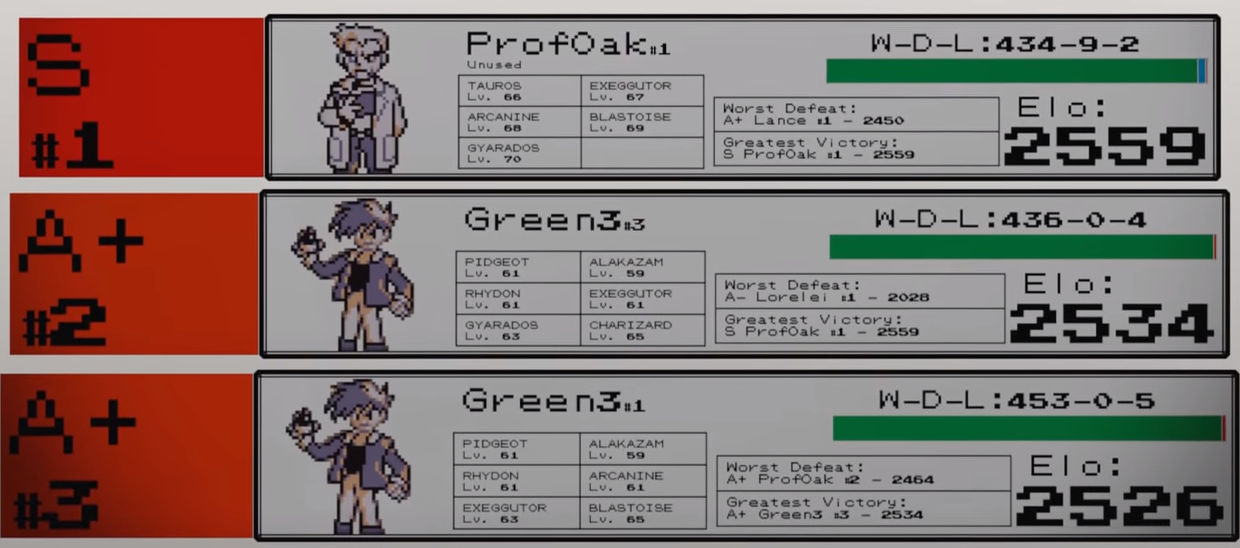 S
#1
ProfOak#1
Unused
TAUROS
Lv. 66
EXEGGUTOR
Lv. 67
ARCANINE
Lv. 68
BLASTOISE
Lv. 69
GYARADOS
Lv. 70
W-D-L:434-9-2
Worst Defeat:
A+ Lance #1 - 2450
Greatest Victory:
S ProfOak #1 - 2559
Elo:
2559
A+
#2
Green3#3
PIDGEOT
Lv. 61
ALAKAZAM
Lv. 59
RHYDON
Lv. 61
EXEGGUTOR
Lv. 61
GYARADOS
Lv. 63
CHARIZARD
Lv. 65
W-D-L:436-0-4
Worst Defeat:
A- Lorelei #1 - 2028
Greatest Victory:
S ProfOak #1 - 2559
Elo:
2534
A+
#3
Green3#1
PIDGEOT
Lv. 61
ALAKAZAM
Lv. 59
RHYDON
Lv. 61
ARCANINE
Lv. 61
EXEGGUTOR
Lv. 63
BLASTOISE
Lv. 65
W-D-L:453-0-5
Worst Defeat:
A+ ProfOak #2 - 2464
Greatest Victory:
A+ Green3 #3 - 2534
Elo:
2526